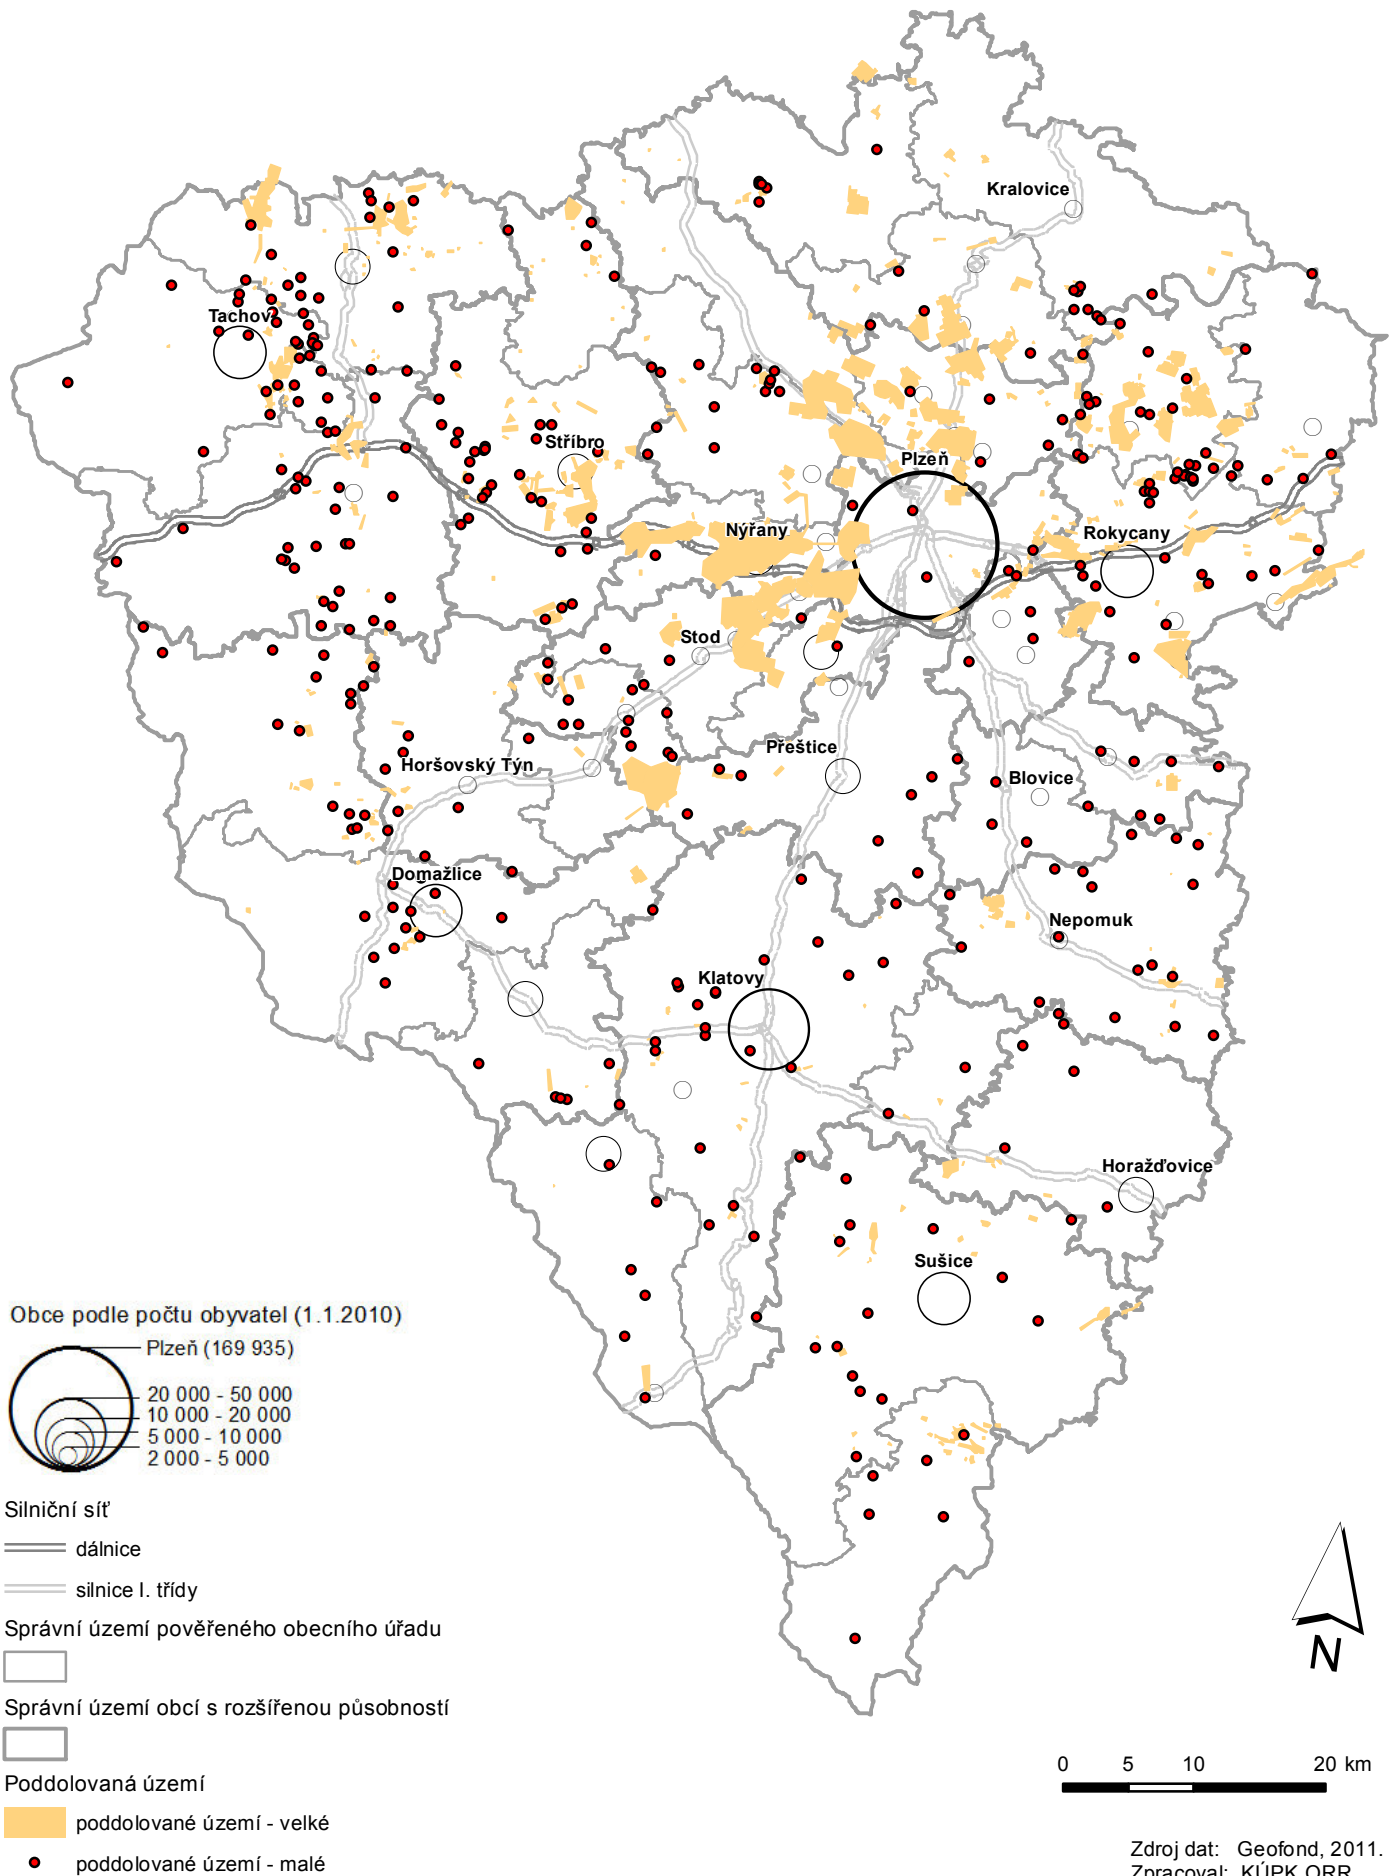 Kralovice
Tachov
Stříbro
Plzeň
Nýřany
Rokycany
Stod
Přeštice
Horšovský Týn
Blovice
Domažlice
Nepomuk
Klatovy
Horažďovice
Sušice
Obce podle počtu obyvatel (1.1.2010)
Plzeň (169 935)
20 000 - 50 000
10 000 - 20 000
5 000 - 10 000
2 000 - 5 000
Silniční síť
dálnice
silnice I. třídy
Správní území pověřeného obecního úřadu
Správní území obcí s rozšířenou působností
Poddolovaná území
poddolované území - velké
poddolované území - malé
N
0 5 10 20 km
Zdroj dat: Geofond, 2011.
Zpracoval: KÚPK ORR